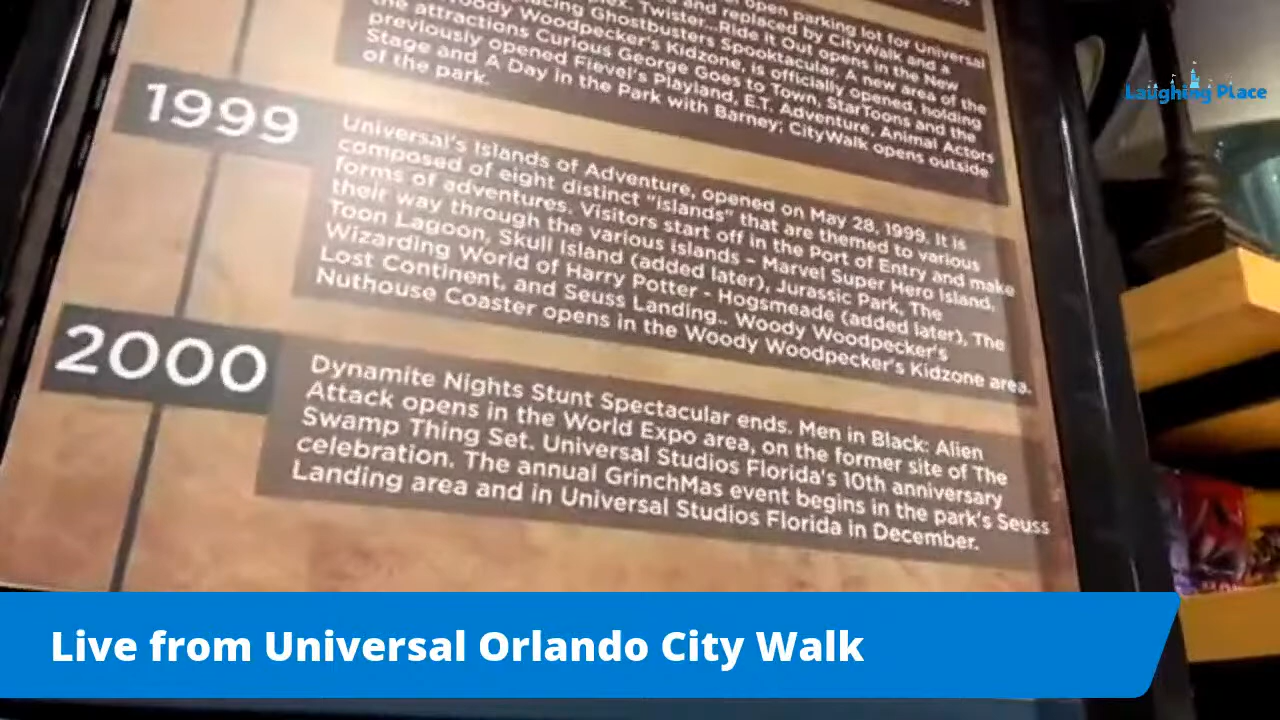 open parking lot for Universal
and replaced by CityWalk and a
Twister...Ride It Out opens in the New
Ghostbusters Spooktacular. A new area of the
Woody Woodpecker's Kidzone, is officially opened, holding
the attractions Curious George Goes to Town, StarToons and the
previously opened Fievel's Playland, E.T. Adventure, Animal Actors
Stage and A Day in the Park with Barney; CityWalk opens outside
of the park.
1999
Universal's Islands of Adventure, opened on May 28, 1999. It is
composed of eight distinct "islands" that are themed to various
forms of adventures. Visitors start off in the Port of Entry and make
their way through the various islands – Marvel Super Hero Island,
Toon Lagoon, Skull Island (added later), Jurassic Park, The
Wizarding World of Harry Potter - Hogsmeade (added later), The
Lost Continent, and Seuss Landing.. Woody Woodpecker's
Nuthouse Coaster opens in the Woody Woodpecker's Kidzone area.
2000
Dynamite Nights Stunt Spectacular ends. Men in Black: Alien
Attack opens in the World Expo area, on the former site of The
Swamp Thing Set. Universal Studios Florida's 10th anniversary
celebration. The annual GrinchMas event begins in the park's Seuss
Landing area and in Universal Studios Florida in December.
Laughing Place
Live from Universal Orlando City Walk